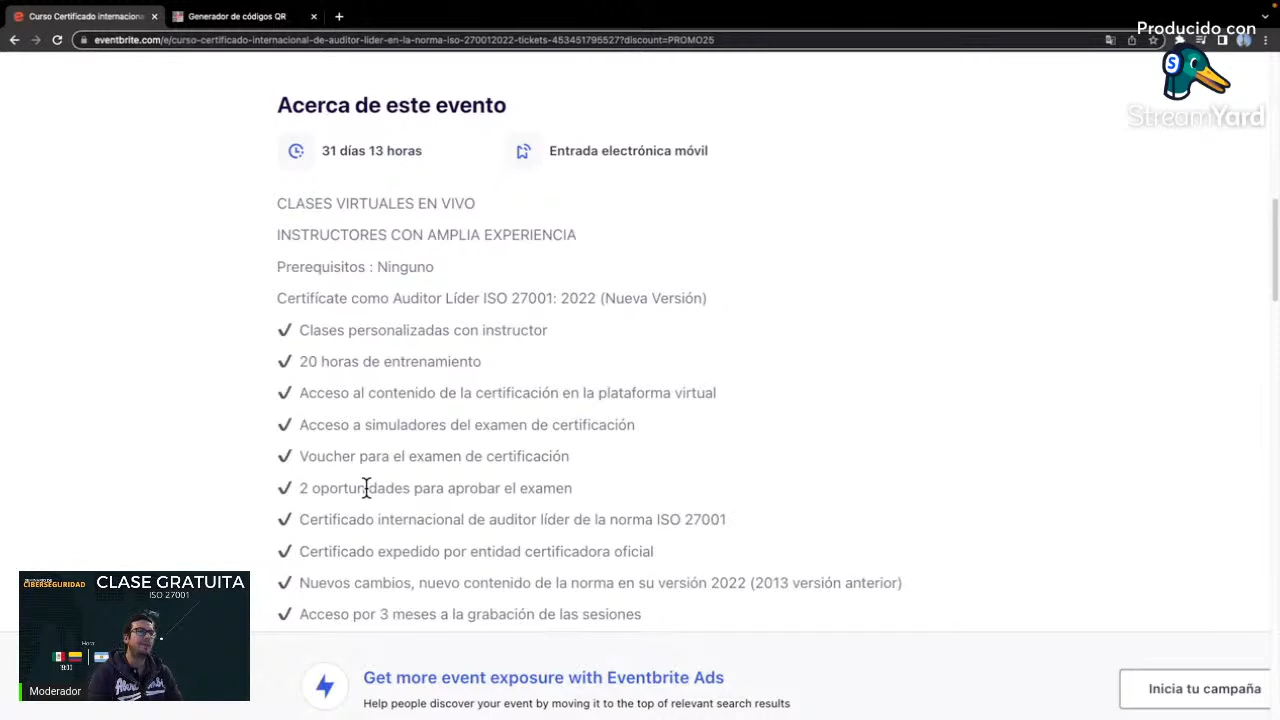 Curso Certificado internacion
Generador de códigos QR
Producido con
eventbrite.com/e/curso-certificado-internacional-de-auditor-lider-en-la-norma-iso-270012022-tickets-453451795527?discount=PROMO25
S
StreamYard
Acerca de este evento
31 días 13 horas
Entrada electrónica móvil
CLASES VIRTUALES EN VIVO
INSTRUCTORES CON AMPLIA EXPERIENCIA
Prerequisitos : Ninguno
Certifícate como Auditor Líder ISO 27001: 2022 (Nueva Versión)
✔ Clases personalizadas con instructor
✔ 20 horas de entrenamiento
✔ Acceso al contenido de la certificación en la plataforma virtual
✔ Acceso a simuladores del examen de certificación
✔ Voucher para el examen de certificación
✔ 2 oportunidades para aprobar el examen
✔ Certificado internacional de auditor líder de la norma ISO 27001
✔ Certificado expedido por entidad certificadora oficial
✔ Nuevos cambios, nuevo contenido de la norma en su versión 2022 (2013 versión anterior)
✔ Acceso por 3 meses a la grabación de las sesiones
CIBERSEGURIDAD
CLASE GRATUITA
ISO 27001
Hora
Moderador
Get more event exposure with Eventbrite Ads
Help people discover your event by moving it to the top of relevant search results
Inicia tu campaña